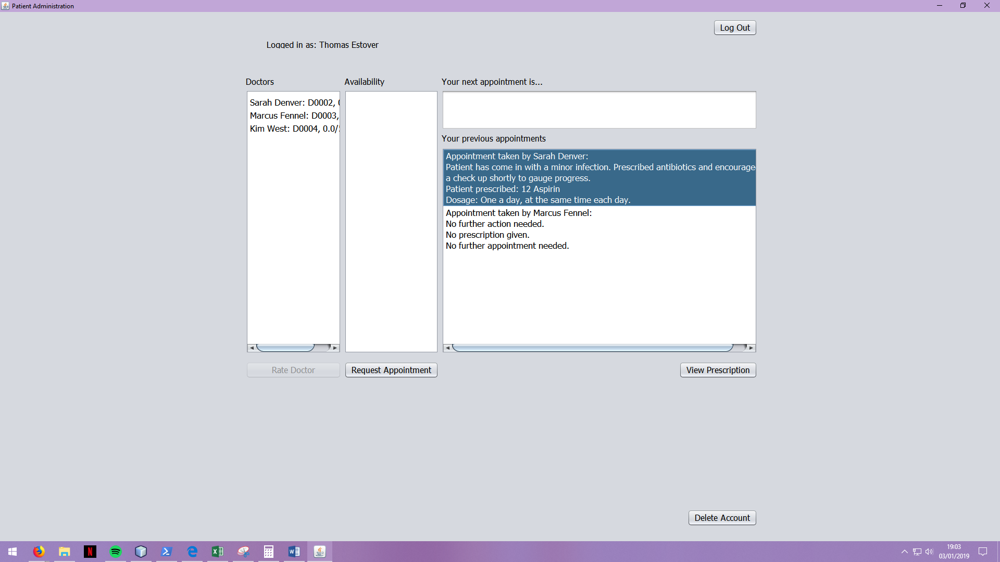 Patient Administration
Log Out
Logged in as: Thomas Estover
Doctors
Availability
Your next appointment is...
Sarah Denver: D0002,
Marcus Fennel: D0003,
Kim West: D0004, 0.0/
Your previous appointments
Appointment taken by Sarah Denver:
Patient has come in with a minor infection. Prescribed antibiotics and encourage
a check up shortly to gauge progress.
Patient prescribed: 12 Aspirin
Dosage: One a day, at the same time each day.
Appointment taken by Marcus Fennel:
No further action needed.
No prescription given.
No further appointment needed.
Rate Doctor
Request Appointment
View Prescription
Delete Account
19:03
03/01/2019